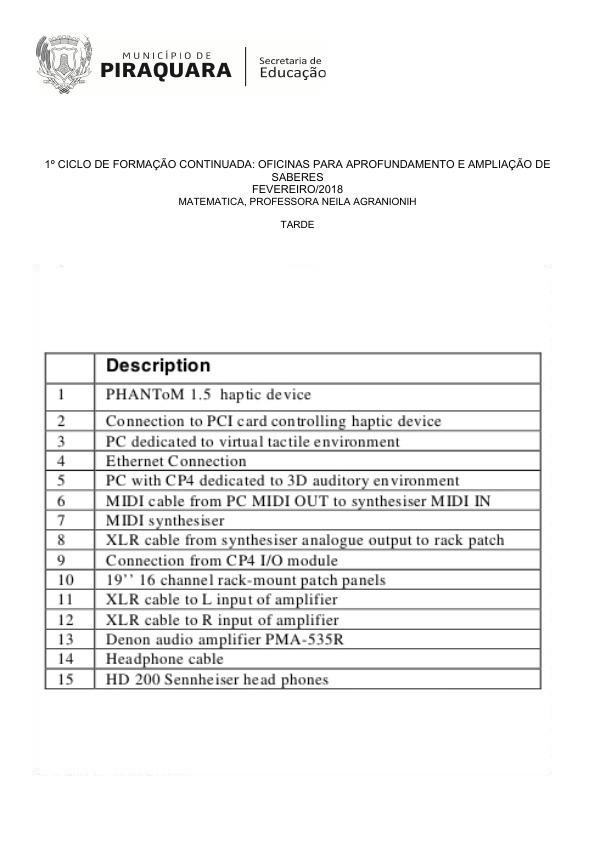 MUNICÍPIO DE
PIRAQUARA
Secretaria de
Educação
1º CICLO DE FORMAÇÃO CONTINUADA: OFICINAS PARA APROFUNDAMENTO E AMPLIAÇÃO DE
SABERES
FEVEREIRO/2018
MATEMATICA, PROFESSORA NEILA AGRANIONIH
TARDE
Description
1 PHANToM 1.5 haptic device
2 Connection to PCI card controlling haptic device
3 PC dedicated to virtual tactile environment
4 Ethernet Connection
5 PC with CP4 dedicated to 3D auditory environment
6 MIDI cable from PC MIDI OUT to synthesiser MIDI IN
7 MIDI synthesiser
8 XLR cable from synthesiser analogue output to rack patch
9 Connection from CP4 I/O module
10 19’’ 16 channel rack-mount patch panels
11 XLR cable to L input of amplifier
12 XLR cable to R input of amplifier
13 Denon audio amplifier PMA-535R
14 Headphone cable
15 HD 200 Sennheiser head phones